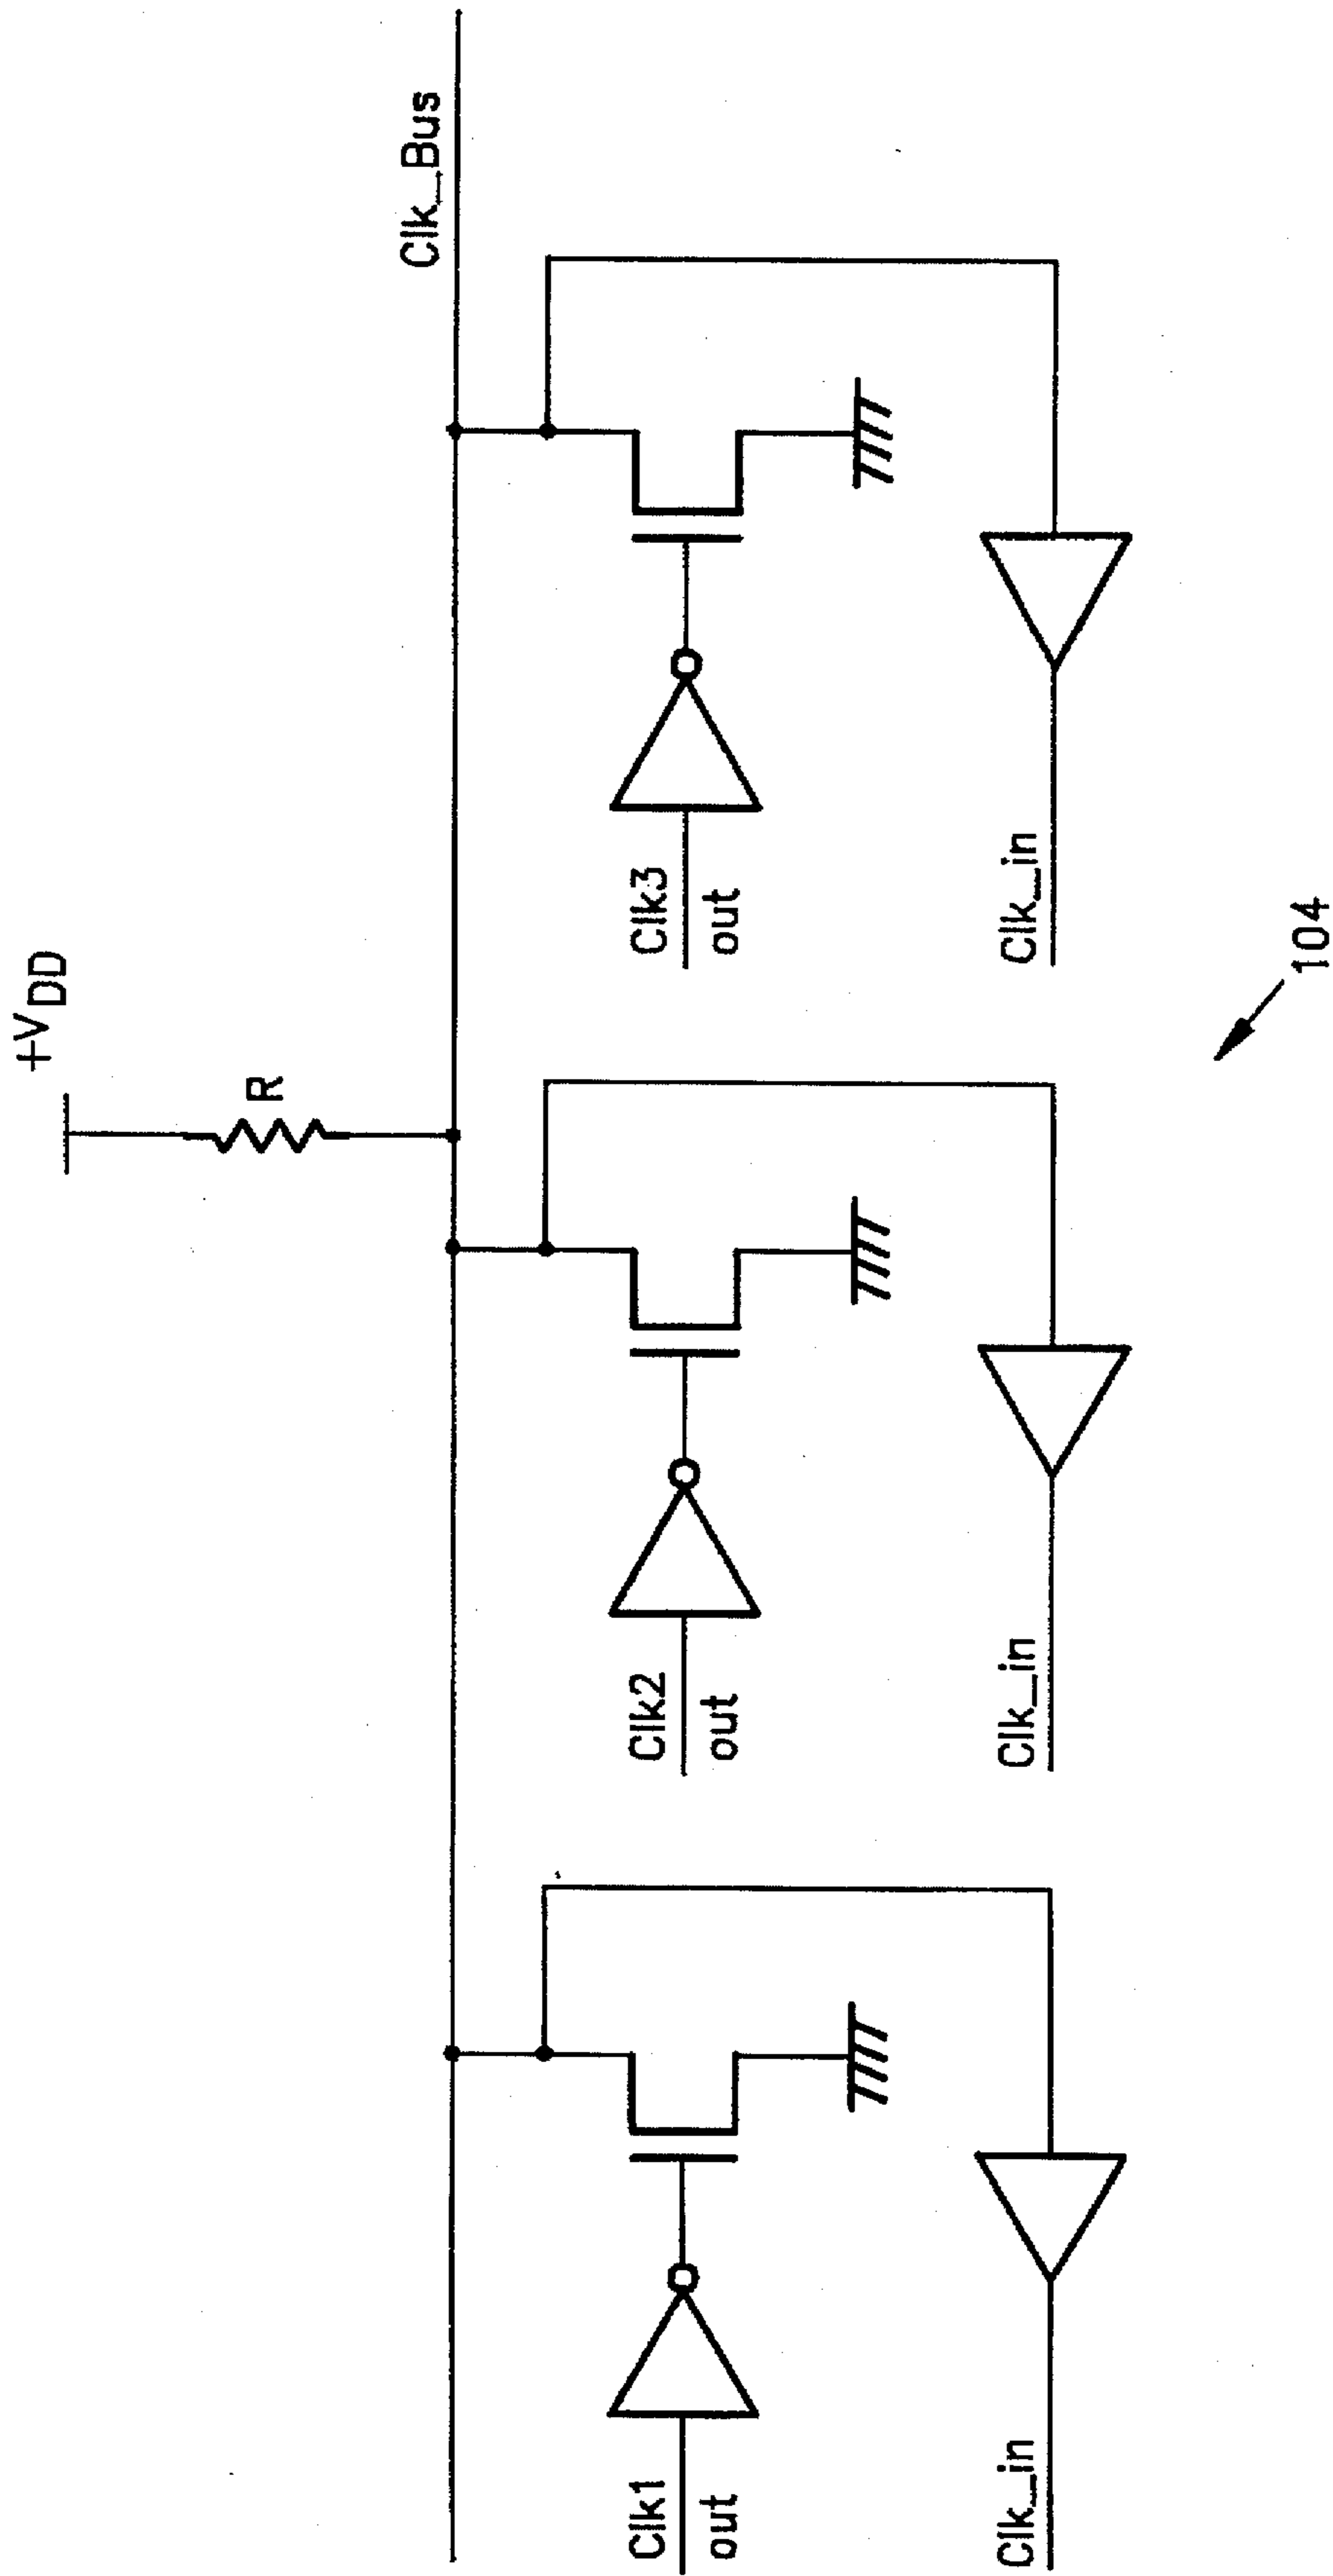 +VDD
R
Clk_Bus
Clk1
out
Clk2
out
Clk3
out
Clk_in
Clk_in
Clk_in
104